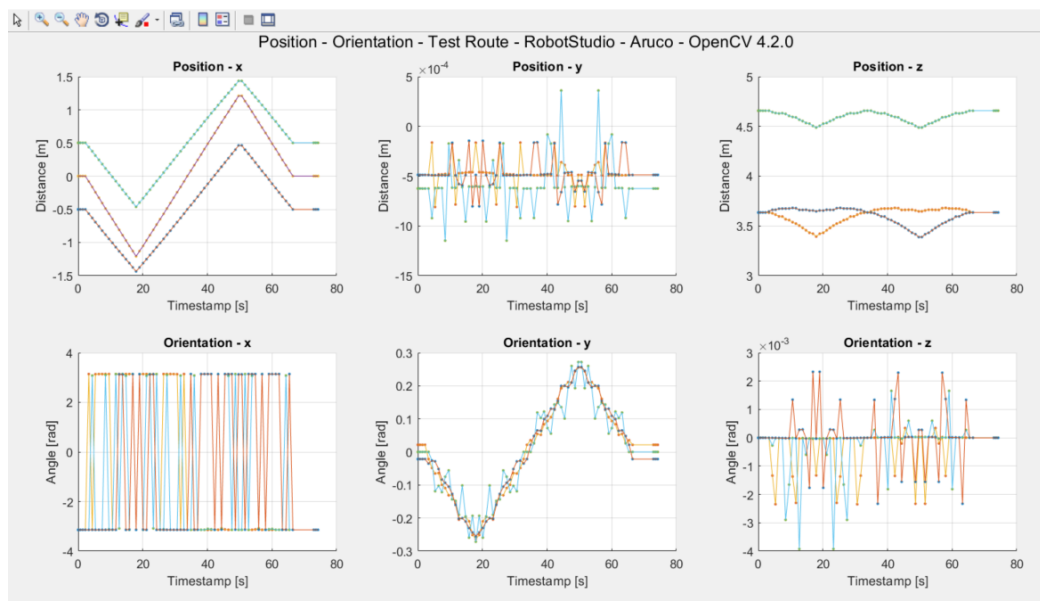 Position - Orientation - Test Route - RobotStudio - Aruco - OpenCV 4.2.0
Position - x
1.5
1
0.5
0
-0.5
-1
-1.5
Distance [m]
0 20 40 60 80
Timestamp [s]
Position - y
×10-4
5
0
-5
-10
-15
Distance [m]
0 20 40 60 80
Timestamp [s]
Position - z
5
4.5
4
3.5
3
Distance [m]
0 20 40 60 80
Timestamp [s]
Orientation - x
4
2
0
-2
-4
Angle [rad]
0 20 40 60 80
Timestamp [s]
Orientation - y
0.3
0.2
0.1
0
-0.1
-0.2
-0.3
Angle [rad]
0 20 40 60 80
Timestamp [s]
Orientation - z
×10-3
3
2
1
0
-1
-2
-3
-4
Angle [rad]
0 20 40 60 80
Timestamp [s]